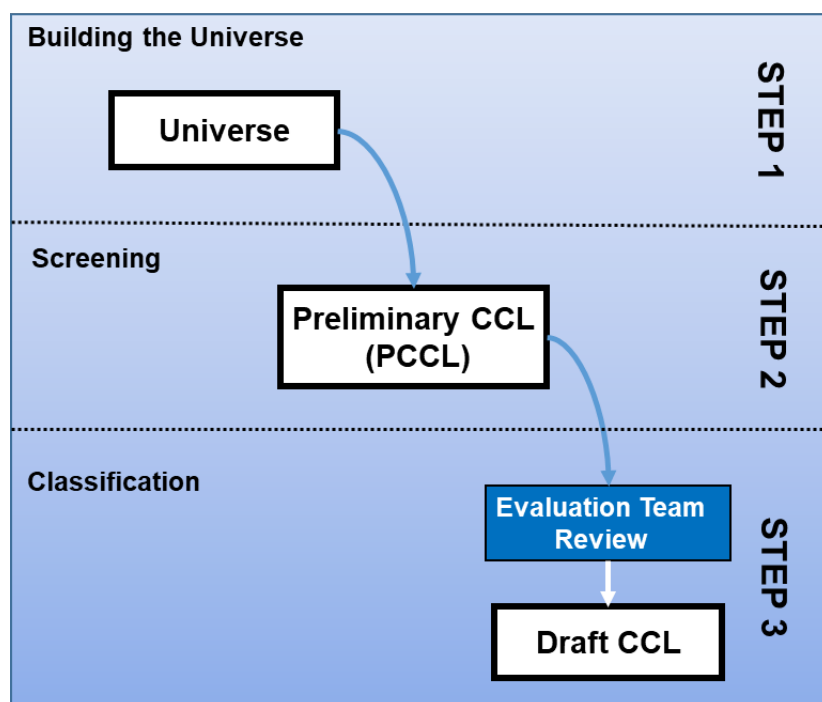 Building the Universe
Universe
STEP 1
Screening
Preliminary CCL
(PCCL)
STEP 2
Classification
Evaluation Team
Review
Draft CCL
STEP 3